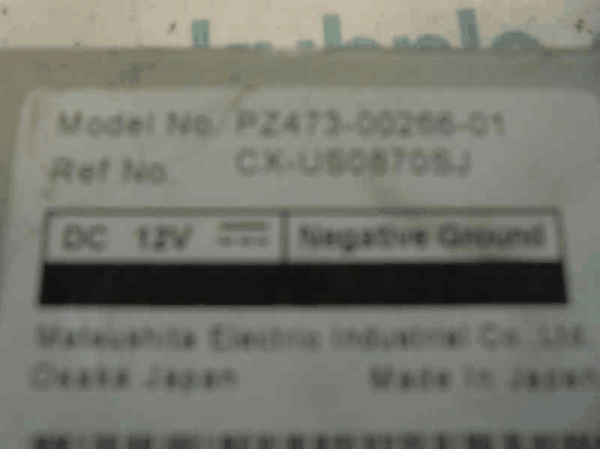 Model No. PZ473-00266-01
Ref No. CX-US0870SJ
DC 12V Negative Ground
Matsushita Electric Industrial Co.,Ltd.
Osaka Japan Made In Japan